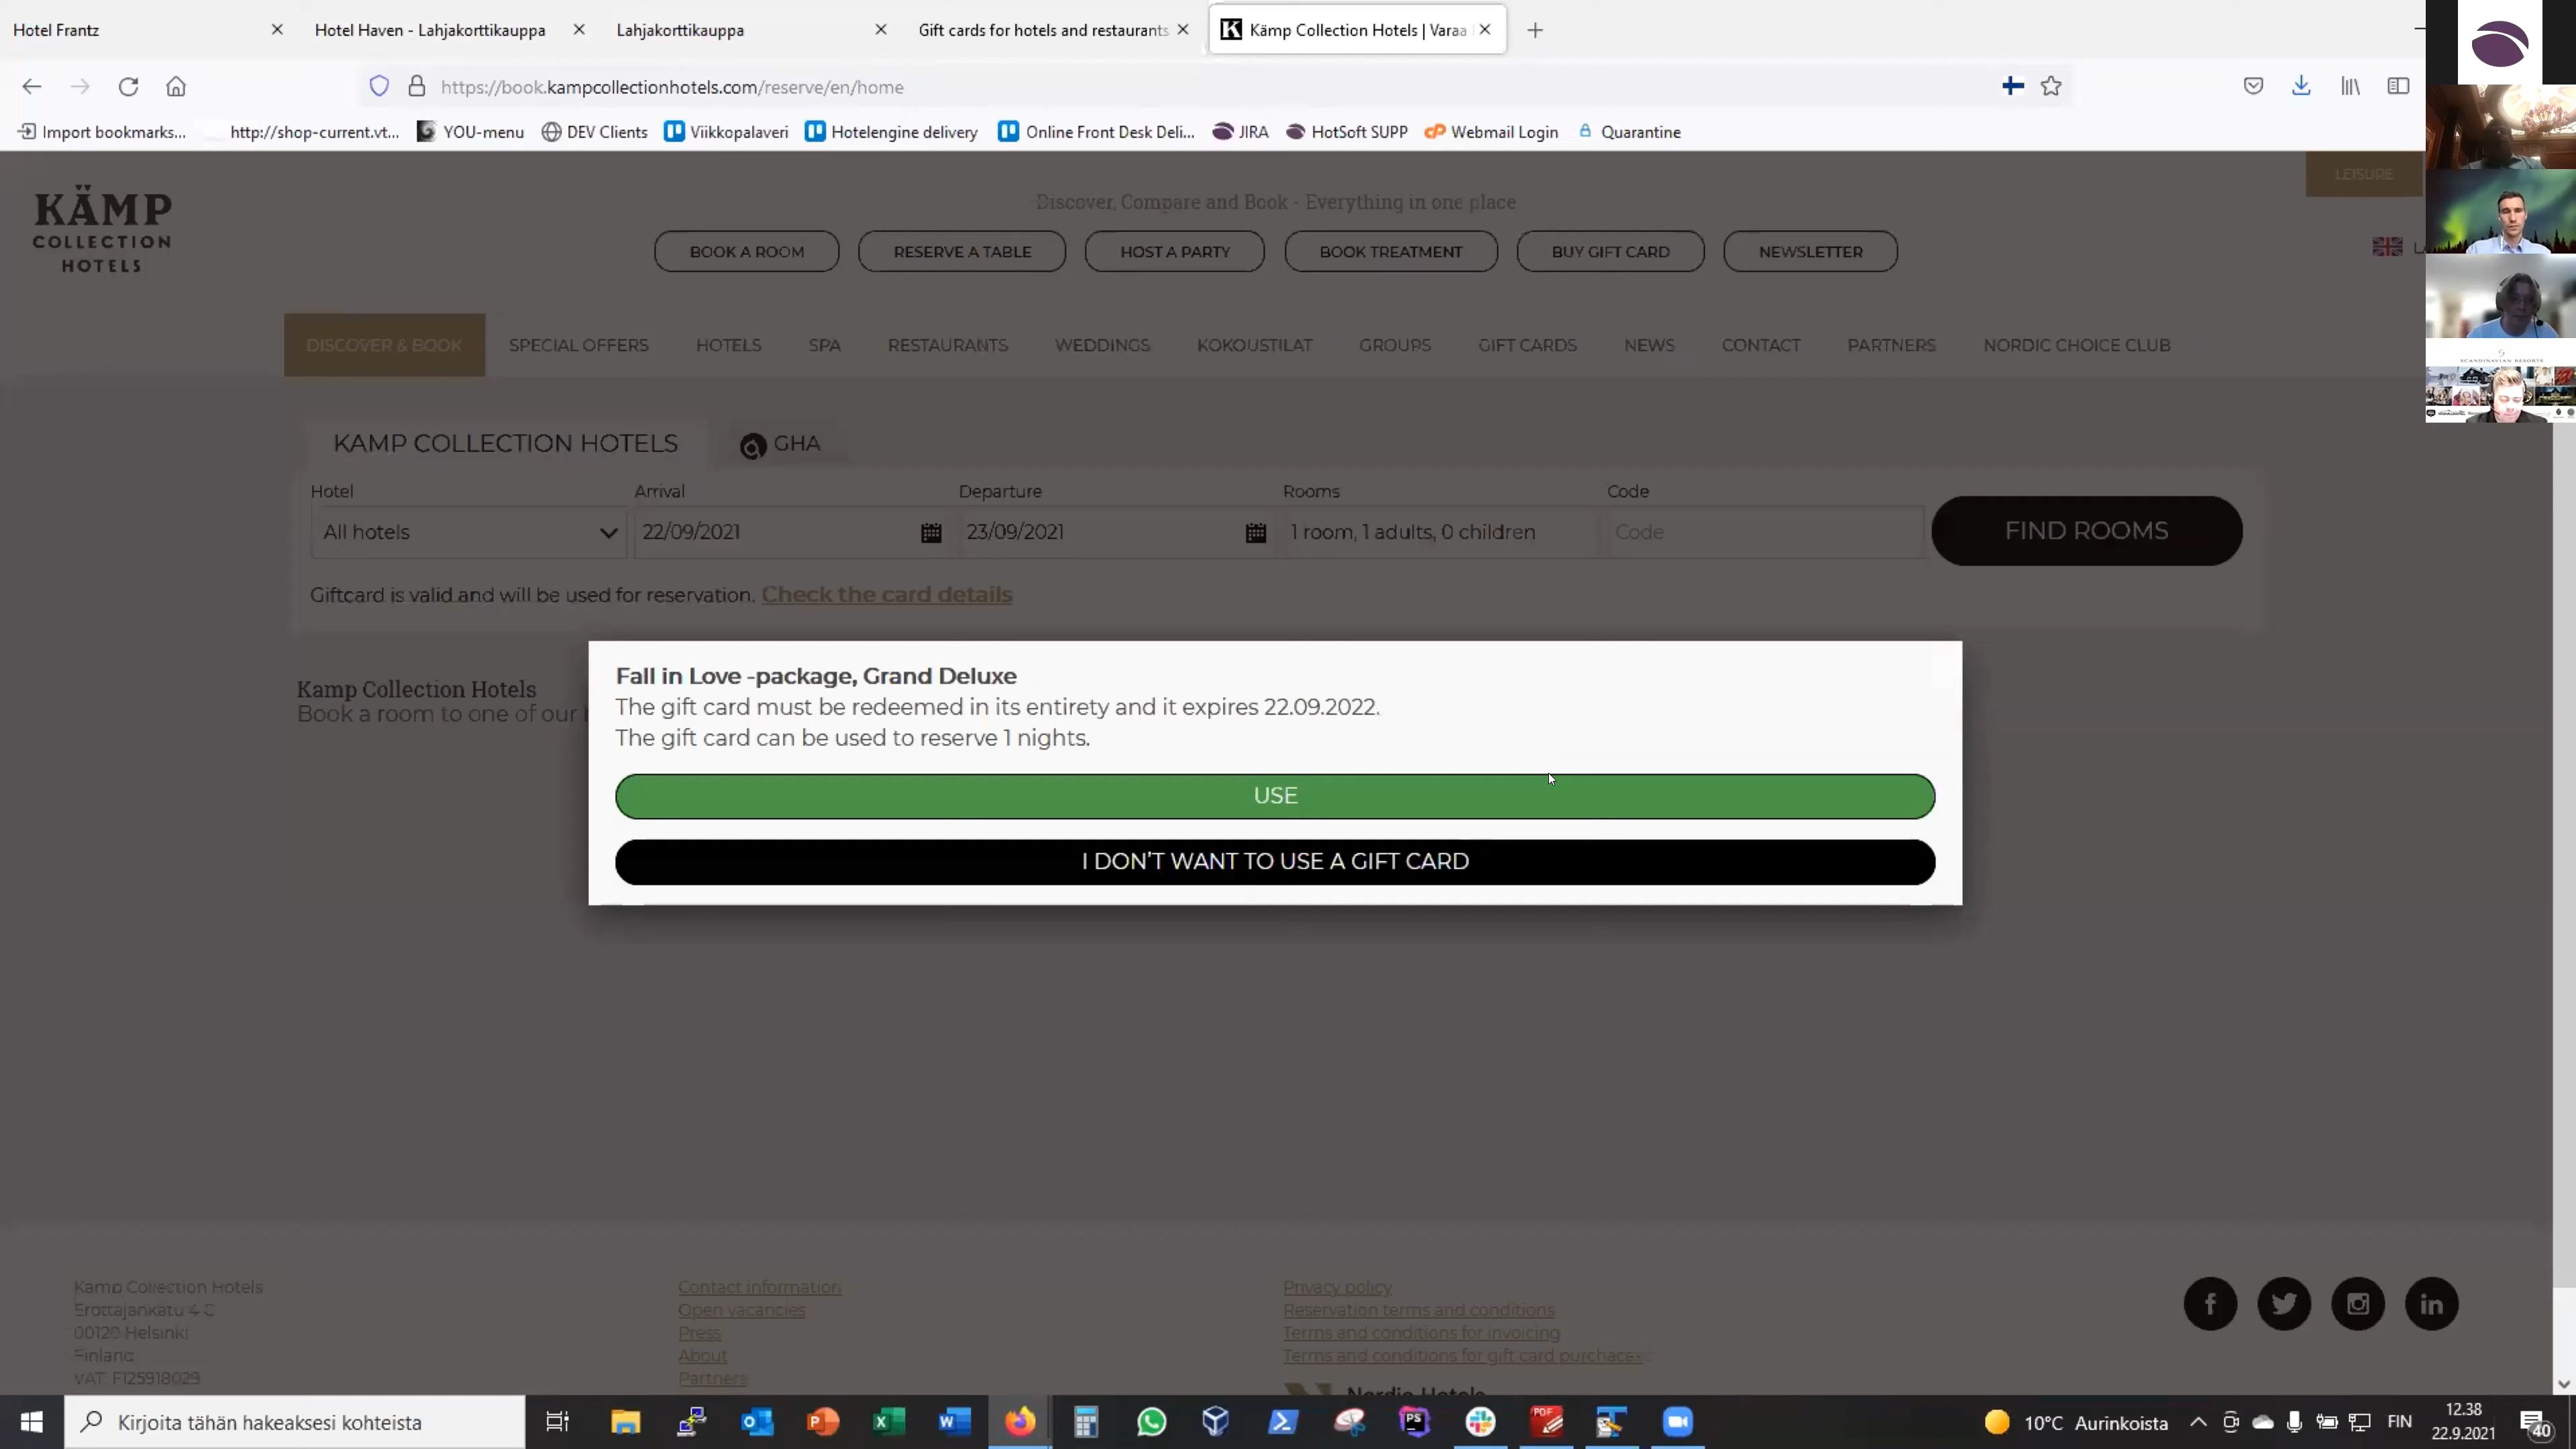 Hotel Frantz
Hotel Haven - Lahjakorttikauppa
Lahjakorttikauppa
Gift cards for hotels and restaurants
Kämp Collection Hotels | Varaa
https://book.kampcollectionhotels.com/reserve/en/home
Import bookmarks...
http://shop-current.vt...
YOU-menu
DEV Clients
Viikkopalaveri
Hotelengine delivery
Online Front Desk Deli...
JIRA
HotSoft SUPP
Webmail Login
Quarantine
KÄMP
COLLECTION
HOTELS
Discover, Compare and Book - Everything in one place
LEISURE
BOOK A ROOM
RESERVE A TABLE
HOST A PARTY
BOOK TREATMENT
BUY GIFT CARD
NEWSLETTER
DISCOVER & BOOK
SPECIAL OFFERS
HOTELS
SPA
RESTAURANTS
WEDDINGS
KOKOUSTILAT
GROUPS
GIFT CARDS
NEWS
CONTACT
PARTNERS
NORDIC CHOICE CLUB
SCANDINAVIAN RESORTS
KAMP COLLECTION HOTELS
GHA
Hotel
Arrival
Departure
Rooms
Code
All hotels
22/09/2021
23/09/2021
1 room, 1 adults, 0 children
Code
FIND ROOMS
Giftcard is valid and will be used for reservation. Check the card details
Kamp Collection Hotels
Book a room to one of our
Fall in Love -package, Grand Deluxe
The gift card must be redeemed in its entirety and it expires 22.09.2022.
The gift card can be used to reserve 1 nights.
USE
I DON'T WANT TO USE A GIFT CARD
Kamp Collection Hotels
Erottajankatu 4 C
00120 Helsinki
Finland
VAT: FI25918029
Contact information
Open vacancies
Press
About
Partners
Privacy policy
Reservation terms and conditions
Terms and conditions for invoicing
Terms and conditions for gift card purchaces
Nordic Hotels
Kirjoita tähän hakeaksesi kohteista
10°C Aurinkoista
FIN
12.38
22.9.2021
40